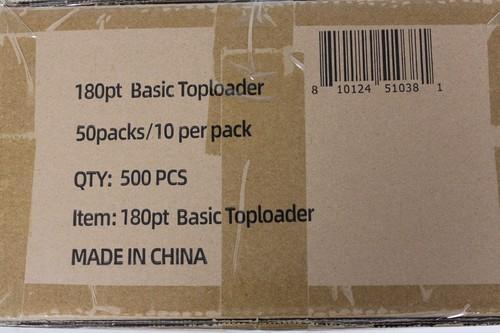 180pt Basic Toploader
50packs/10 per pack
QTY: 500 PCS
Item: 180pt Basic Toploader
MADE IN CHINA
8 10124 51038 1